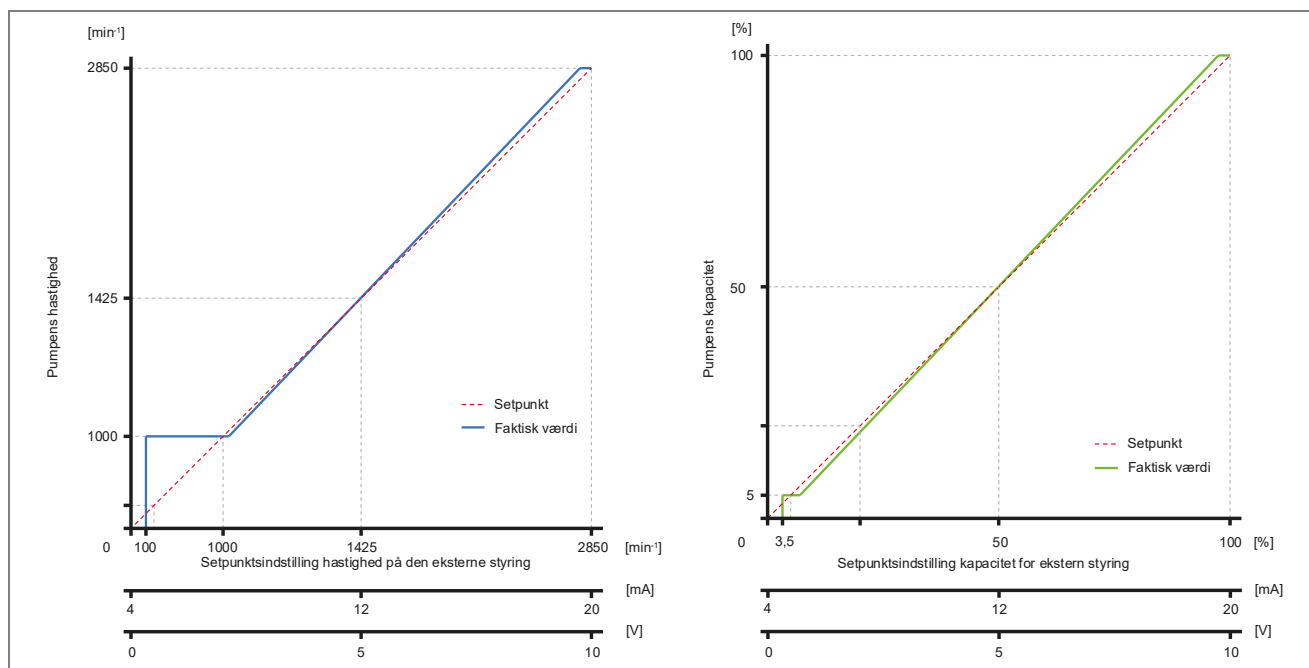 [min-1]
2850
Pumpens hastighed
1425
1000
Setpunkt
Faktisk værdi
0
100
1000
1425
2850
[min-1]
Setpunktsindstilling hastighed på den eksterne styring
[mA]
4
12
20
[V]
0
5
10
[%]
100
Pumpens kapacitet
50
5
Setpunkt
Faktisk værdi
0
3,5
50
100
[%]
Setpunktsindstilling kapacitet for ekstern styring
[mA]
4
12
20
[V]
0
5
10